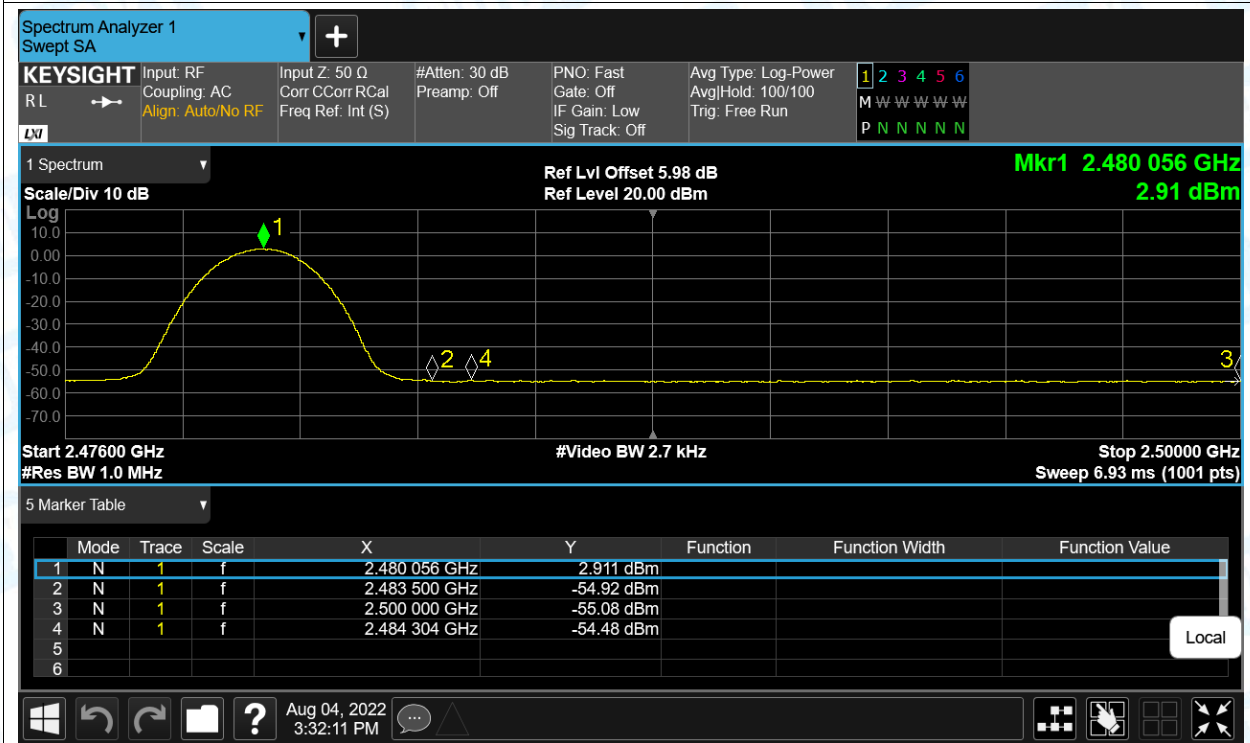 Spectrum Analyzer 1
Swept SA
KEYSIGHT
R L
LXI
Input: RF
Coupling: AC
Align: Auto/No RF
Input Z: 50 Ω
Corr CCorr RCal
Freq Ref: Int (S)
#Atten: 30 dB
Preamp: Off
PNO: Fast
Gate: Off
IF Gain: Low
Sig Track: Off
Avg Type: Log-Power
Avg|Hold: 100/100
Trig: Free Run
1 2 3 4 5 6
M W W W W W W
P N N N N N N
1 Spectrum
Scale/Div 10 dB
Ref Lvl Offset 5.98 dB
Ref Level 20.00 dBm
Mkr1 2.480 056 GHz
2.91 dBm
Log
10.0
0.00
-10.0
-20.0
-30.0
-40.0
-50.0
-60.0
-70.0
1
2
4
3
Start 2.47600 GHz
#Video BW 2.7 kHz
Stop 2.50000 GHz
#Res BW 1.0 MHz
Sweep 6.93 ms (1001 pts)
5 Marker Table
Mode Trace Scale X Y Function Function Width Function Value
1 N 1 f 2.480 056 GHz 2.911 dBm
2 N 1 f 2.483 500 GHz -54.92 dBm
3 N 1 f 2.500 000 GHz -55.08 dBm
4 N 1 f 2.484 304 GHz -54.48 dBm
5
6
Local
?
Aug 04, 2022
3:32:11 PM